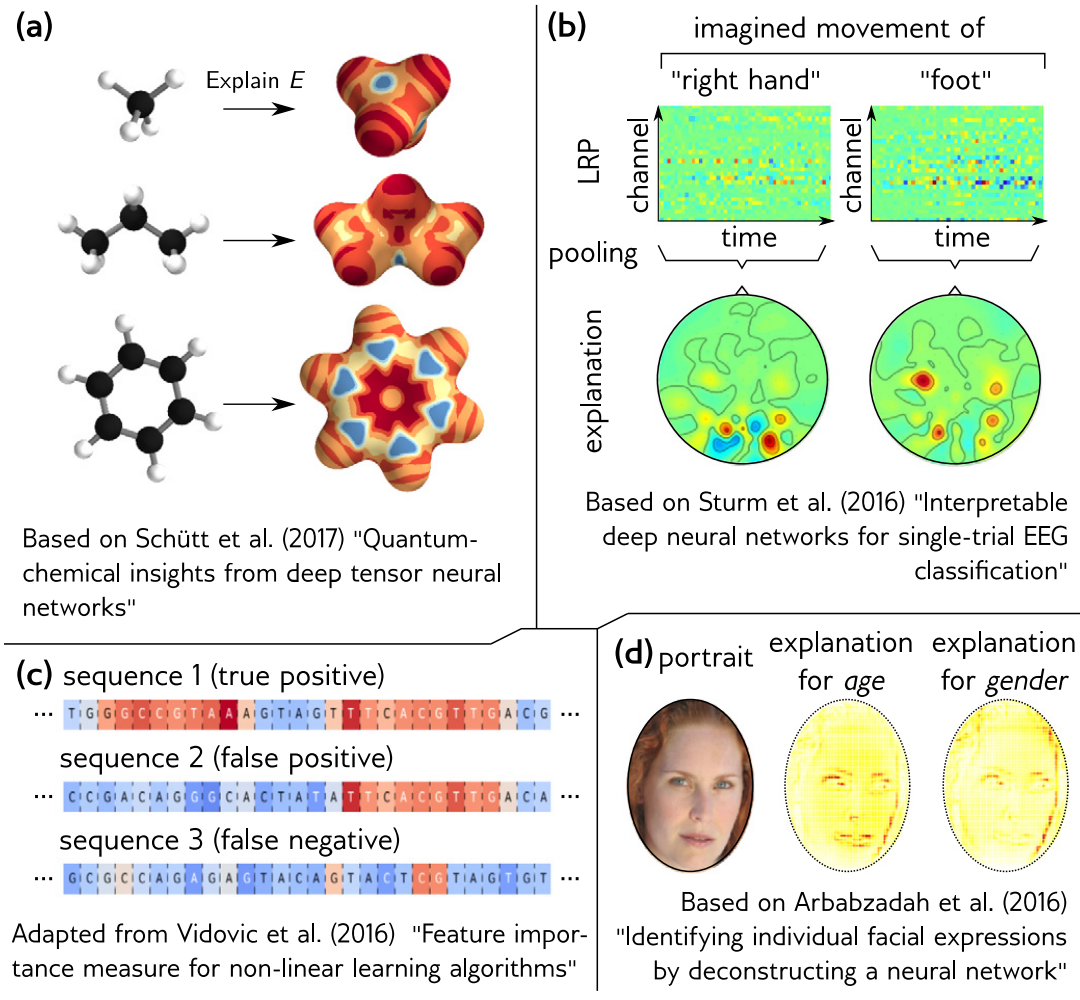 (a)
Explain E
Based on Schütt et al. (2017) "Quantum-
chemical insights from deep tensor neural
networks"
(b)
imagined movement of
"right hand" "foot"
LRP
channel
channel
time
time
pooling
explanation
Based on Sturm et al. (2016) "Interpretable
deep neural networks for single-trial EEG
classification"
(c)
sequence 1 (true positive)
... T G G G C C G T A A A G T A G T T T C A C G T T G A C G ...
sequence 2 (false positive)
... C C G A C A G G G C A C T A T A T T C A C G T T G A C A ...
sequence 3 (false negative)
... G C G C C A G A G A G T A C A G T A C T C G T A G T G T ...
Adapted from Vidovic et al. (2016) "Feature impor-
tance measure for non-linear learning algorithms"
(d)
portrait
explanation
for age
explanation
for gender
Based on Arbabzadah et al. (2016)
"Identifying individual facial expressions
by deconstructing a neural network"